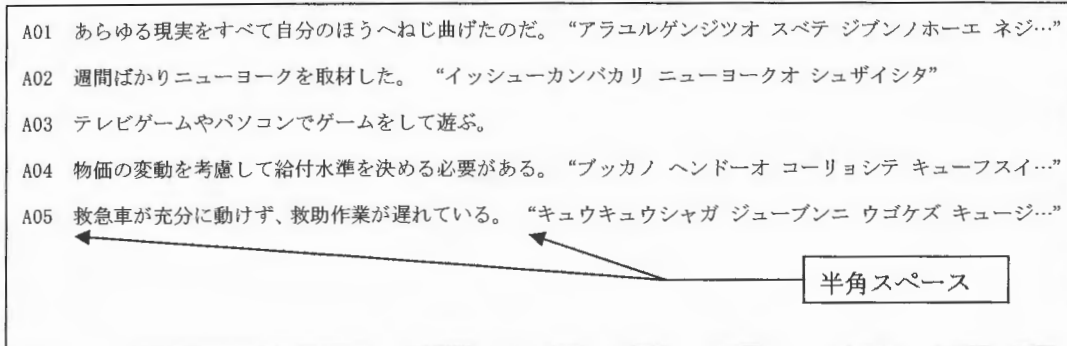 A01 あらゆる現実をすべて自分のほうへねじ曲げたのだ。 “アラユルゲンジツオ スベテ ジブンノホーエ ネジ…”
A02 週間ばかりニューヨークを取材した。 “イッシューカンバカリ ニューヨークオ シュザイシタ”
A03 テレビゲームやパソコンでゲームをして遊ぶ。
A04 物価の変動を考慮して給付水準を決める必要がある。 “ブッカノ ヘンドーオ コーリョシテ キューフスイ…”
A05 救急車が充分に動けず、救助作業が遅れている。 “キュウキュウシャガ ジューブンニ ウゴケズ キュージ…”
半角スペース